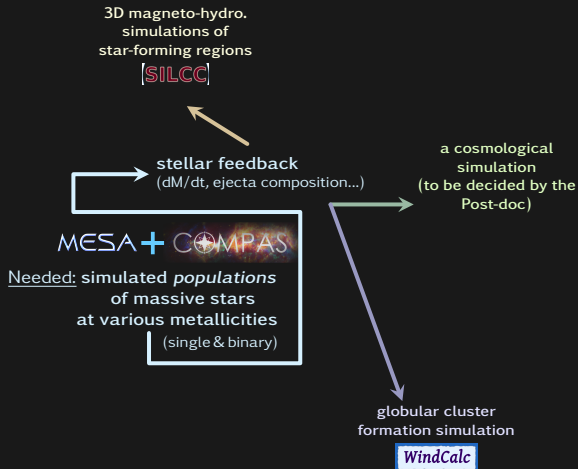 3D magneto-hydro.
simulations of
star-forming regions
[SILCC]
a cosmological
simulation
(to be decided by the
Post-doc)
stellar feedback
(dM/dt, ejecta composition...)
MESA + COMPAS
Needed: simulated populations
of massive stars
at various metallicities
(single & binary)
globular cluster
formation simulation
WindCalc